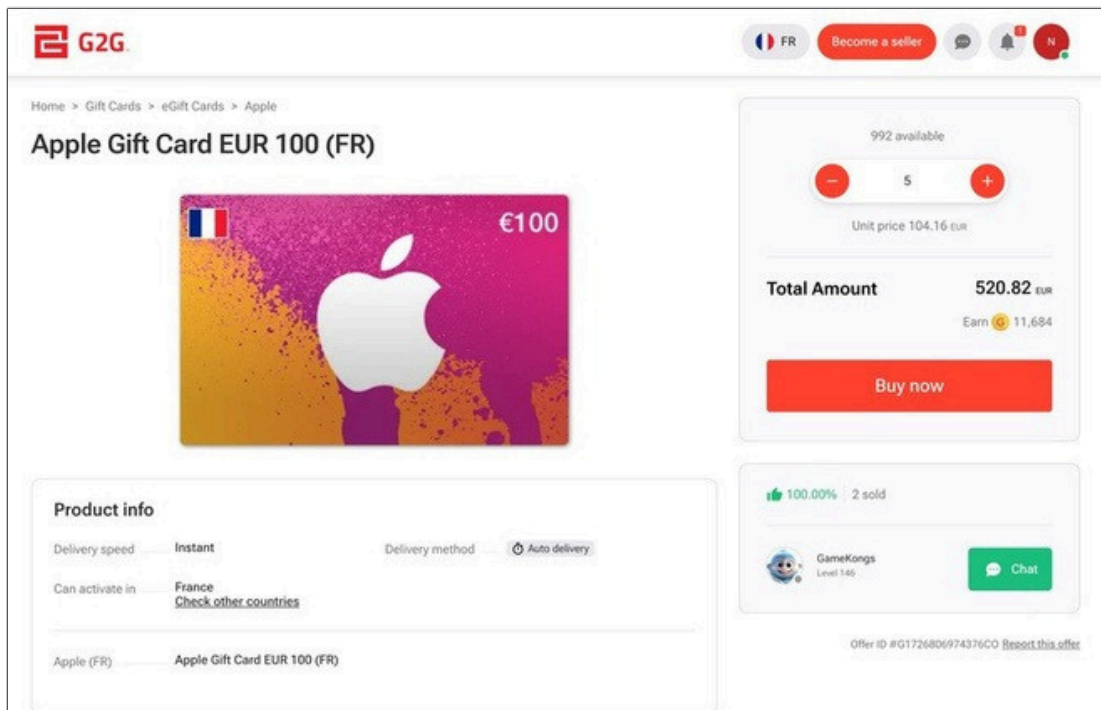 G2G.
FR
Become a seller
1
N
Home > Gift Cards > eGift Cards > Apple
Apple Gift Card EUR 100 (FR)
€100
992 available
− 5 +
Unit price 104.16 EUR
Total Amount 520.82 EUR
Earn G 11,684
Buy now
Product info
Delivery speed Instant
Delivery method Auto delivery
Can activate in France
Check other countries
Apple (FR) Apple Gift Card EUR 100 (FR)
100.00% 2 sold
GameKongs
Level 146
Chat
Offer ID #G1726806974376CO Report this offer